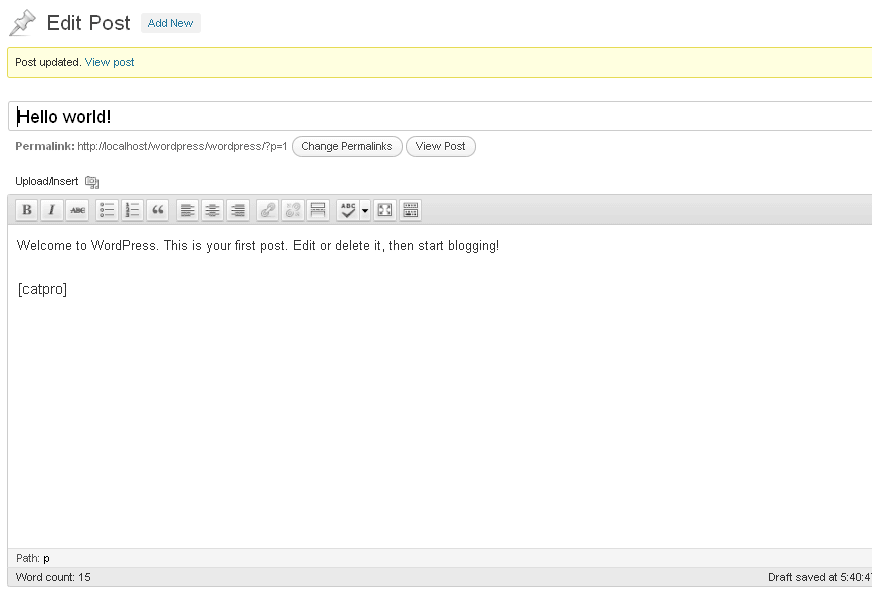 Edit Post Add New
Post updated. View post
Hello world!
Permalink: http://localhost/wordpress/wordpress/?p=1 Change Permalinks View Post
Upload/Insert
B I ABC ABC
Welcome to WordPress. This is your first post. Edit or delete it, then start blogging!
[catpro]
Path: p
Word count: 15 Draft saved at 5:40:47